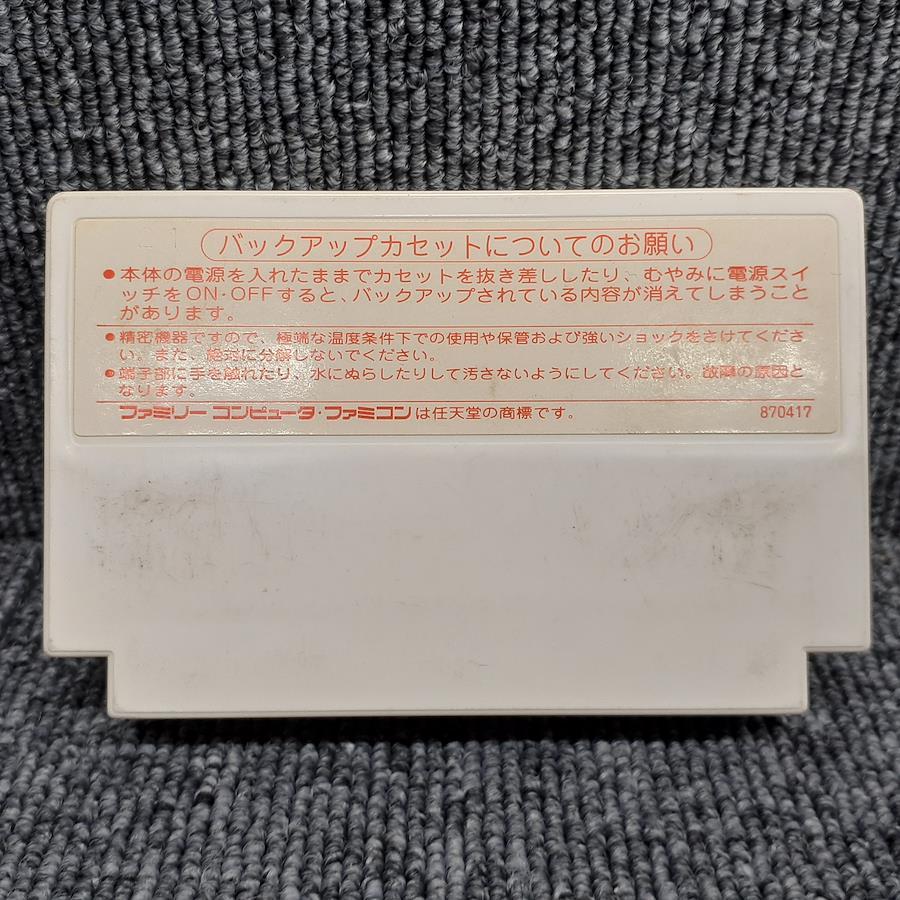 バックアップカセットについてのお願い
●本体の電源を入れたままでカセットを抜き差ししたり、むやみに電源スイ
ッチをON・OFFすると、バックアップされている内容が消えてしまうこと
があります。
●精密機器ですので、極端な温度条件下での使用や保管および強いショックをさけてくださ
い。また、絶対に分解しないでください。
●端子部に手を触れたり、水にぬらしたりして汚さないようにしてください。故障の原因と
なります。
ファミリーコンピュータ・ファミコンは任天堂の商標です。 870417